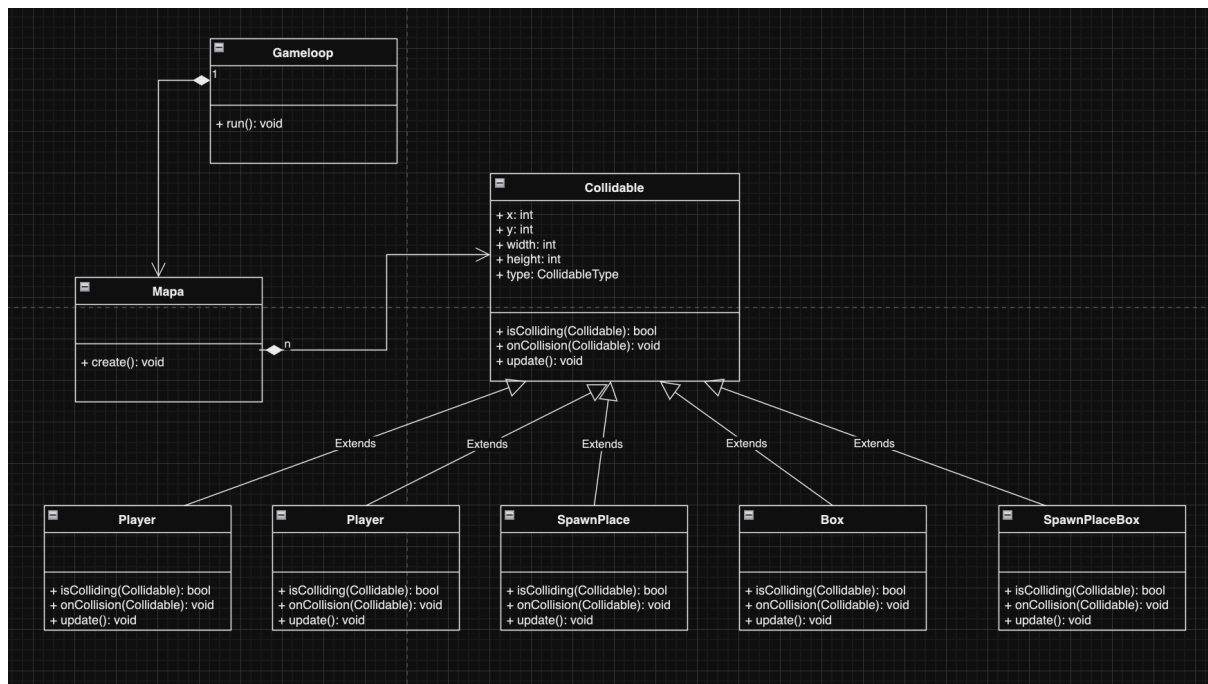 Gameloop
1
+ run(): void
Collidable
+ x: int
+ y: int
+ width: int
+ height: int
+ type: CollidableType
+ isColliding(Collidable): bool
+ onCollision(Collidable): void
+ update(): void
Mapa
n
+ create(): void
Extends
Extends
Extends
Extends
Extends
Player
+ isColliding(Collidable): bool
+ onCollision(Collidable): void
+ update(): void
Player
+ isColliding(Collidable): bool
+ onCollision(Collidable): void
+ update(): void
SpawnPlace
+ isColliding(Collidable): bool
+ onCollision(Collidable): void
+ update(): void
Box
+ isColliding(Collidable): bool
+ onCollision(Collidable): void
+ update(): void
SpawnPlaceBox
+ isColliding(Collidable): bool
+ onCollision(Collidable): void
+ update(): void